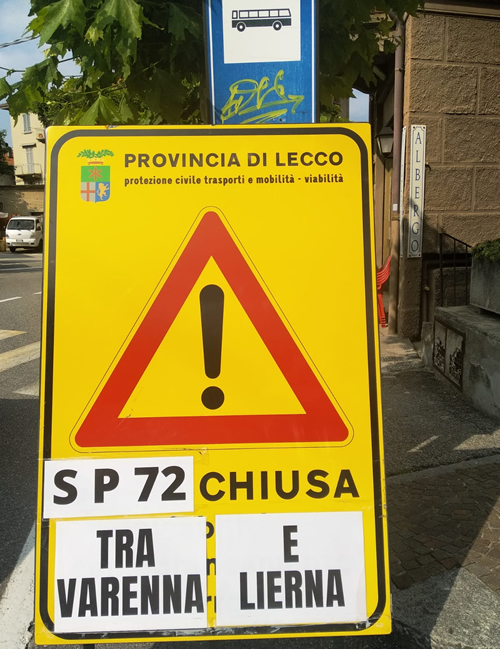 PROVINCIA DI LECCO
protezione civile trasporti e mobilità - viabilità
ALBERGO
S P 72 CHIUSA
TRA E
VARENNA LIERNA